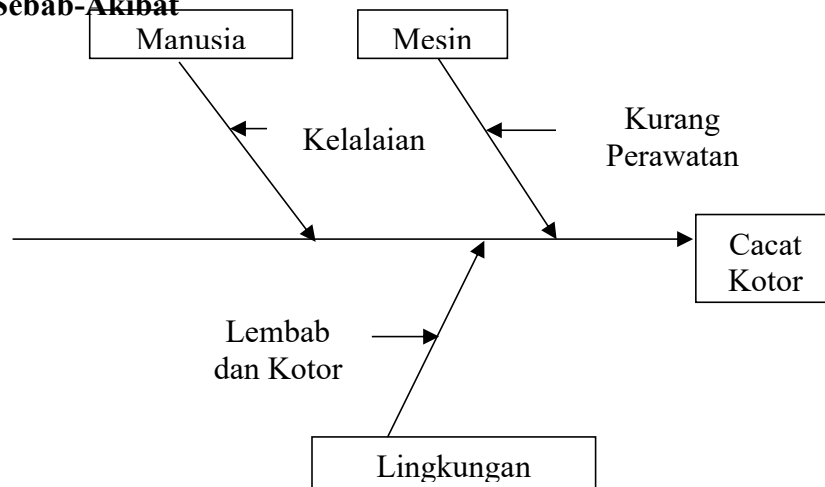 Sebab-Akibat
Manusia
Mesin
Kelalaian
Kurang
Perawatan
Cacat
Kotor
Lembab
dan Kotor
Lingkungan